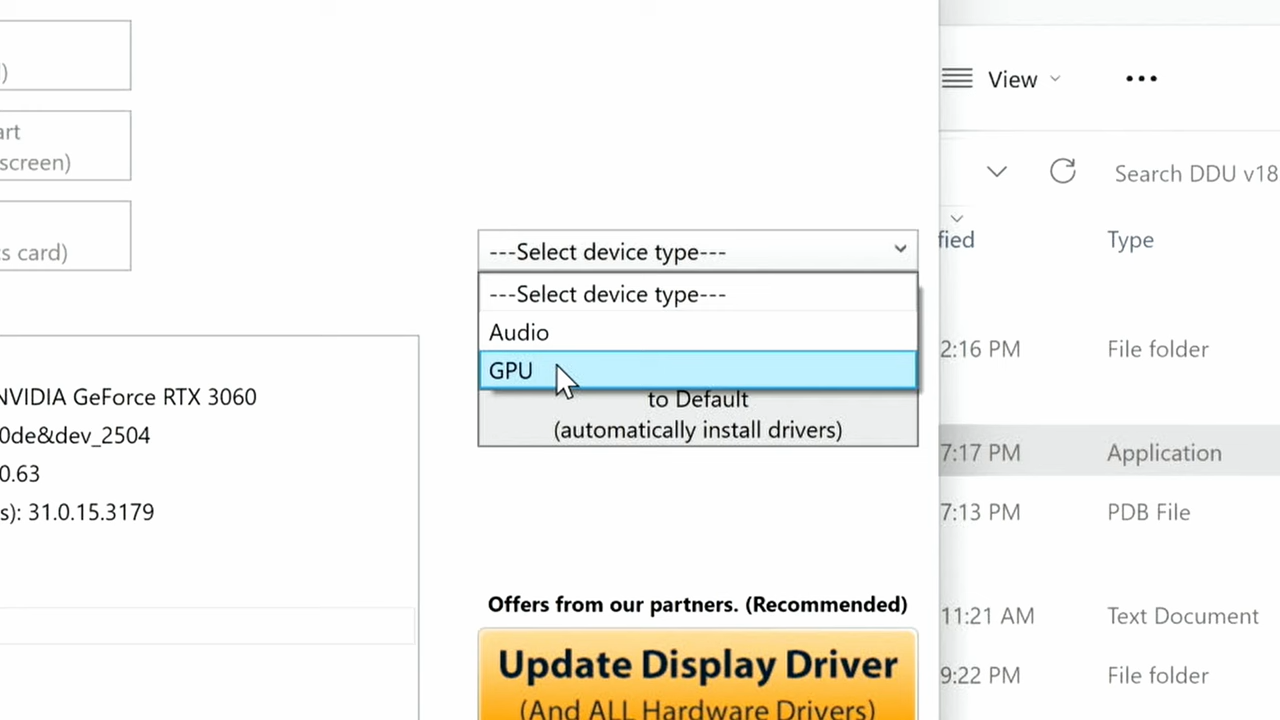 l)
art
screen)
cs card)
---Select device type---
---Select device type---
Audio
GPU
to Default
(automatically install drivers)
NVIDIA GeForce RTX 3060
0de&dev_2504
0.63
s): 31.0.15.3179
Offers from our partners. (Recommended)
Update Display Driver
(And ALL Hardware Drivers)
View
Search DDU v18
fied
Type
2:16 PM
File folder
7:17 PM
Application
7:13 PM
PDB File
11:21 AM
Text Document
9:22 PM
File folder